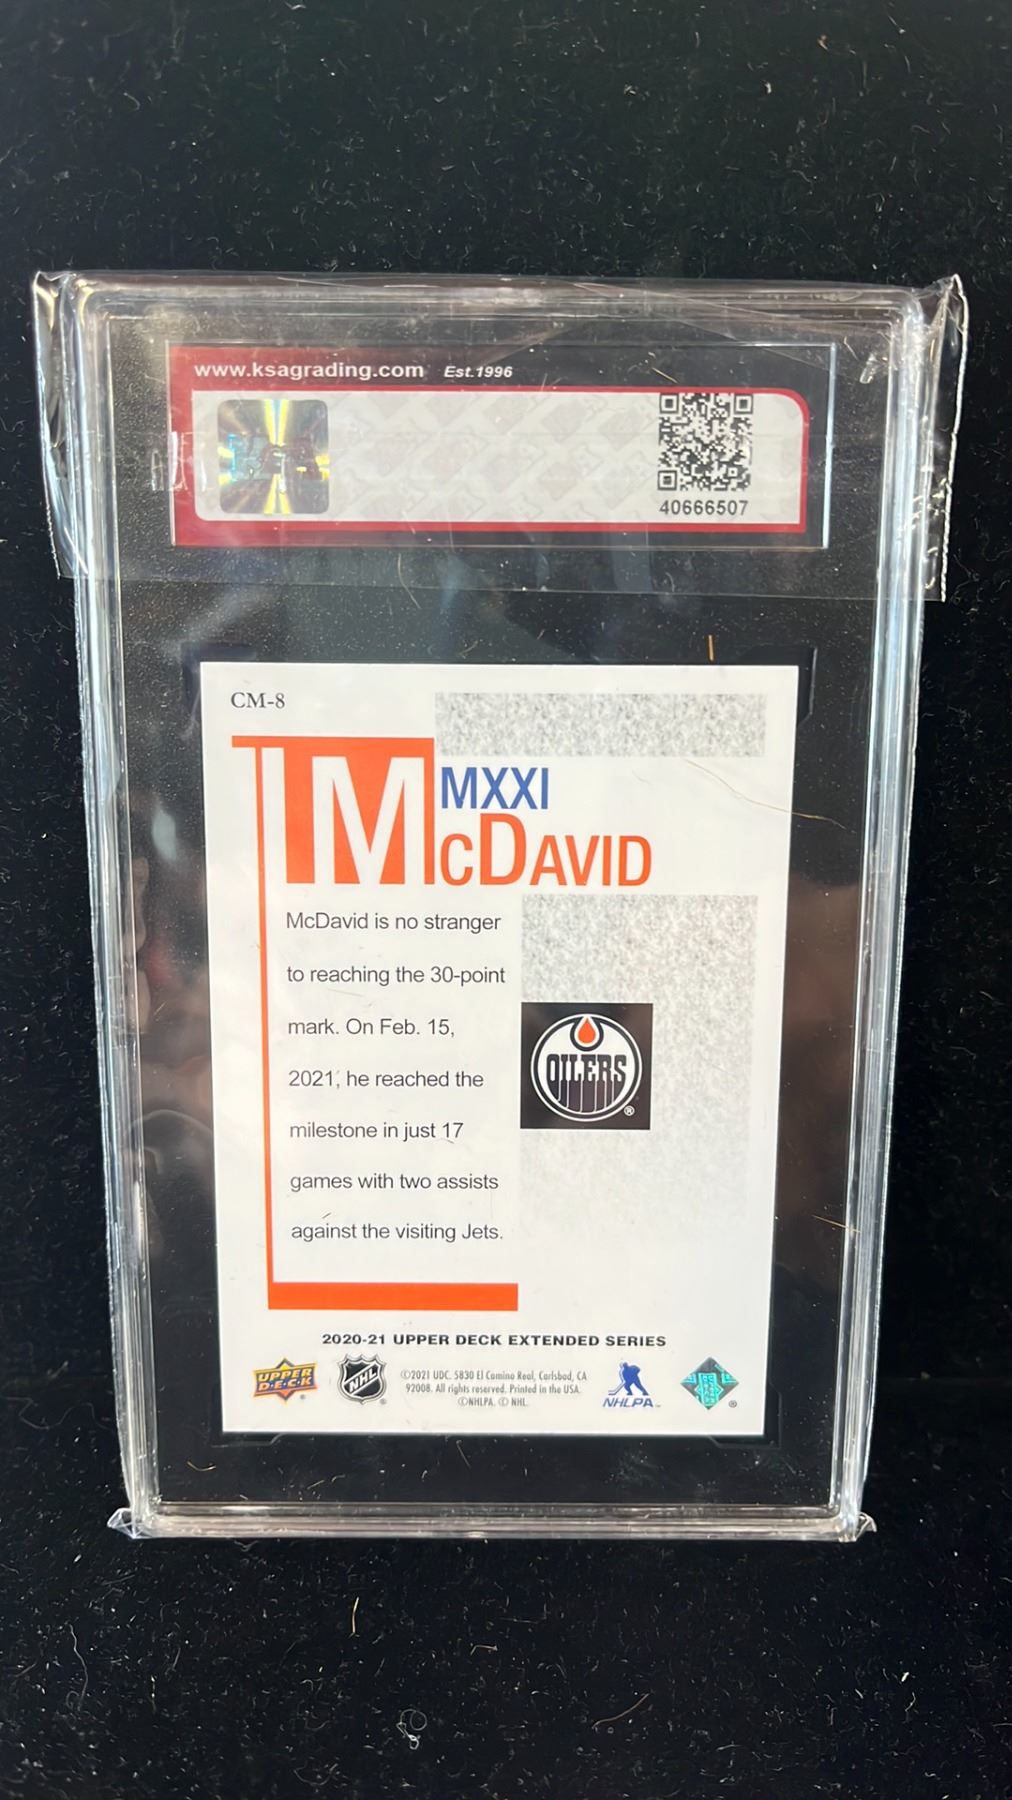 www.ksagrading.com Est.1996
40666507
CM-8
M
MXXI
McDAVID
McDavid is no stranger
to reaching the 30-point
mark. On Feb. 15,
2021, he reached the
milestone in just 17
games with two assists
against the visiting Jets.
OILERS ®
2020-21 UPPER DECK EXTENDED SERIES
UPPER
D·E·C·K ®
NHL ®
©2021 UDC. 5830 El Camino Real, Carlsbad, CA
92008. All rights reserved. Printed in the USA.
©NHLPA. © NHL.
NHLPA™
®